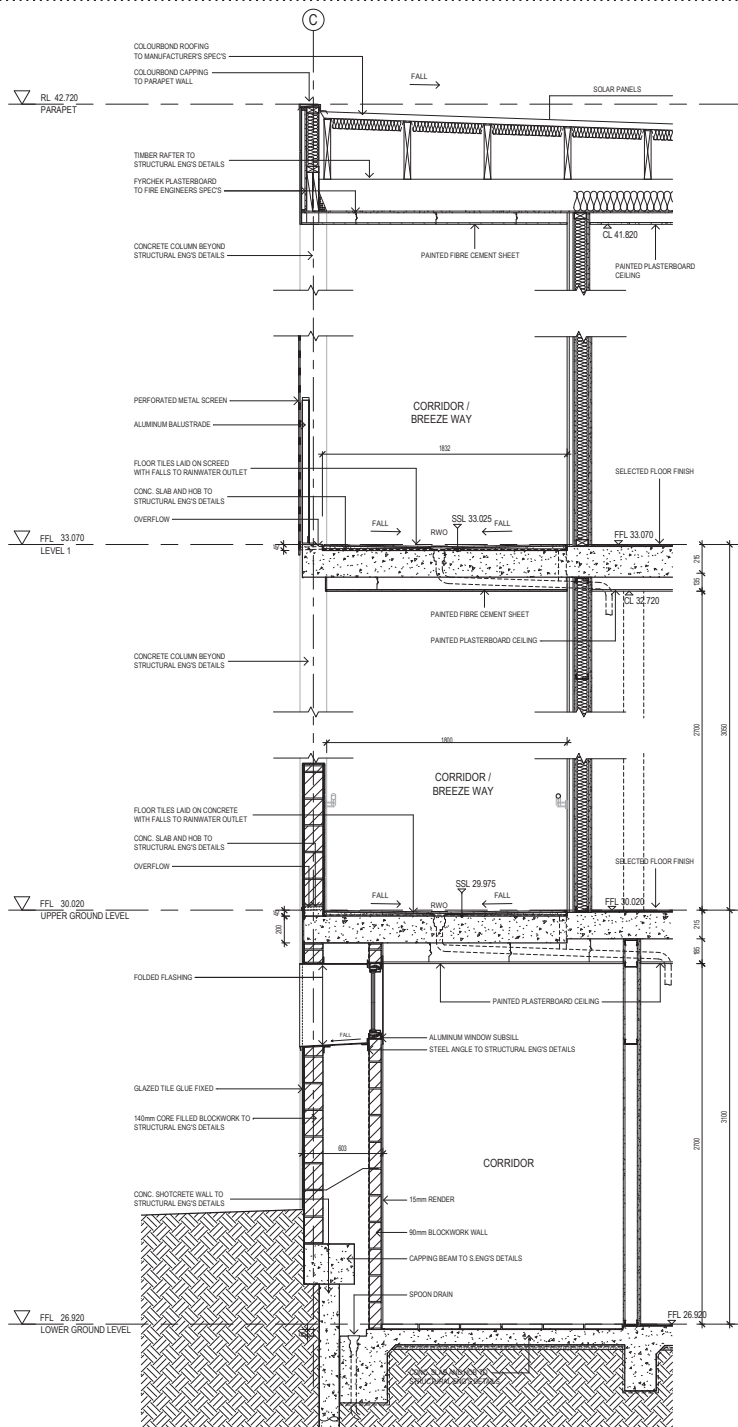 C
COLOURBOND ROOFING
TO MANUFACTURER'S SPEC'S
COLOURBOND CAPPING
TO PARAPET WALL
FALL
SOLAR PANELS
RL 42.720
PARAPET
TIMBER RAFTER TO
STRUCTURAL ENG'S DETAILS
FYRCHEK PLASTERBOARD
TO FIRE ENGINEERS SPEC'S
CL 41.820
CONCRETE COLUMN BEYOND
STRUCTURAL ENG'S DETAILS
PAINTED FIBRE CEMENT SHEET
PAINTED PLASTERBOARD
CEILING
PERFORATED METAL SCREEN
ALUMINUM BALUSTRADE
CORRIDOR /
BREEZE WAY
1832
FLOOR TILES LAID ON SCREED
WITH FALLS TO RAINWATER OUTLET
SELECTED FLOOR FINISH
CONC. SLAB AND HOB TO
STRUCTURAL ENG'S DETAILS
OVERFLOW
FALL
RWO
SSL 33.025
FALL
FFL 33.070
FFL 33.070
LEVEL 1
215
135
CL 32.720
PAINTED FIBRE CEMENT SHEET
PAINTED PLASTERBOARD CEILING
CONCRETE COLUMN BEYOND
STRUCTURAL ENG'S DETAILS
2700
3050
1800
CORRIDOR /
BREEZE WAY
FLOOR TILES LAID ON CONCRETE
WITH FALLS TO RAINWATER OUTLET
CONC. SLAB AND HOB TO
STRUCTURAL ENG'S DETAILS
OVERFLOW
SELECTED FLOOR FINISH
FALL
RWO
SSL 29.975
FALL
FFL 30.020
FFL 30.020
UPPER GROUND LEVEL
200
215
185
FOLDED FLASHING
PAINTED PLASTERBOARD CEILING
FALL
ALUMINUM WINDOW SUBSILL
STEEL ANGLE TO STRUCTURAL ENG'S DETAILS
GLAZED TILE GLUE FIXED
140mm CORE FILLED BLOCKWORK TO
STRUCTURAL ENG'S DETAILS
603
CORRIDOR
2700
3100
CONC. SHOTCRETE WALL TO
STRUCTURAL ENG'S DETAILS
15mm RENDER
90mm BLOCKWORK WALL
CAPPING BEAM TO S.ENG'S DETAILS
SPOON DRAIN
FFL 26.920
LOWER GROUND LEVEL
FFL 26.920
CONC. SLAB AND HOB TO
STRUCTURAL ENG'S DETAILS